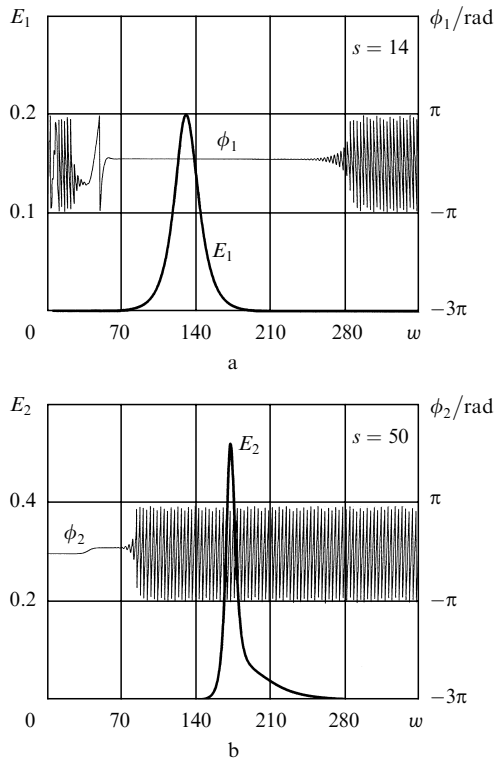 E₁ ϕ₁/rad
s = 14
0.2 π
ϕ₁
0.1 −π
E₁
−3π
0 70 140 210 280 w
a
E₂ ϕ₂/rad
s = 50
E₂
0.4 π
ϕ₂
0.2 −π
−3π
0 70 140 210 280 w
b